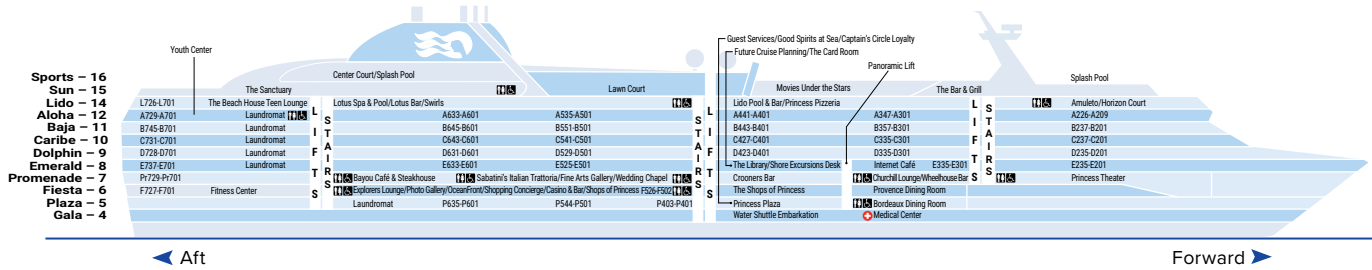 Guest Services/Good Spirits at Sea/Captain's Circle Loyalty
Youth Center
Future Cruise Planning/The Card Room
Panoramic Lift
Sports – 16
Center Court/Splash Pool
Splash Pool
Sun – 15
The Sanctuary
Lawn Court
Movies Under the Stars
The Bar & Grill
Lido – 14
L726-L701
The Beach House Teen Lounge
Lotus Spa & Pool/Lotus Bar/Swirls
Lido Pool & Bar/Princess Pizzeria
Amuleto/Horizon Court
Aloha – 12
A729-A701
Laundromat
A633-A601
A535-A501
A441-A401
A347-A301
A226-A209
Baja – 11
B745-B701
Laundromat
B645-B601
B551-B501
B443-B401
B357-B301
B237-B201
Caribe – 10
C731-C701
Laundromat
C643-C601
C541-C501
C427-C401
C335-C301
C237-C201
Dolphin – 9
D728-D701
Laundromat
D631-D601
D529-D501
D423-D401
D335-D301
D235-D201
Emerald – 8
E737-E701
Laundromat
E633-E601
E525-E501
The Library/Shore Excursions Desk
Internet Café
E335-E301
E235-E201
Promenade – 7
Pr729-Pr701
Bayou Café & Steakhouse
Sabatini's Italian Trattoria/Fine Arts Gallery/Wedding Chapel
Crooners Bar
Churchill Lounge/Wheelhouse Bar
Princess Theater
Fiesta – 6
F727-F701
Fitness Center
Explorers Lounge/Photo Gallery/OceanFront/Shopping Concierge/Casino & Bar/Shops of Princess
F526-F502
The Shops of Princess
Provence Dining Room
Plaza – 5
Laundromat
P635-P601
P544-P501
P403-P401
Princess Plaza
Bordeaux Dining Room
Gala – 4
Water Shuttle Embarkation
Medical Center
LIFTS
STAIRS
STAIRS
LIFTS
LIFTS
STAIRS
Aft
Forward